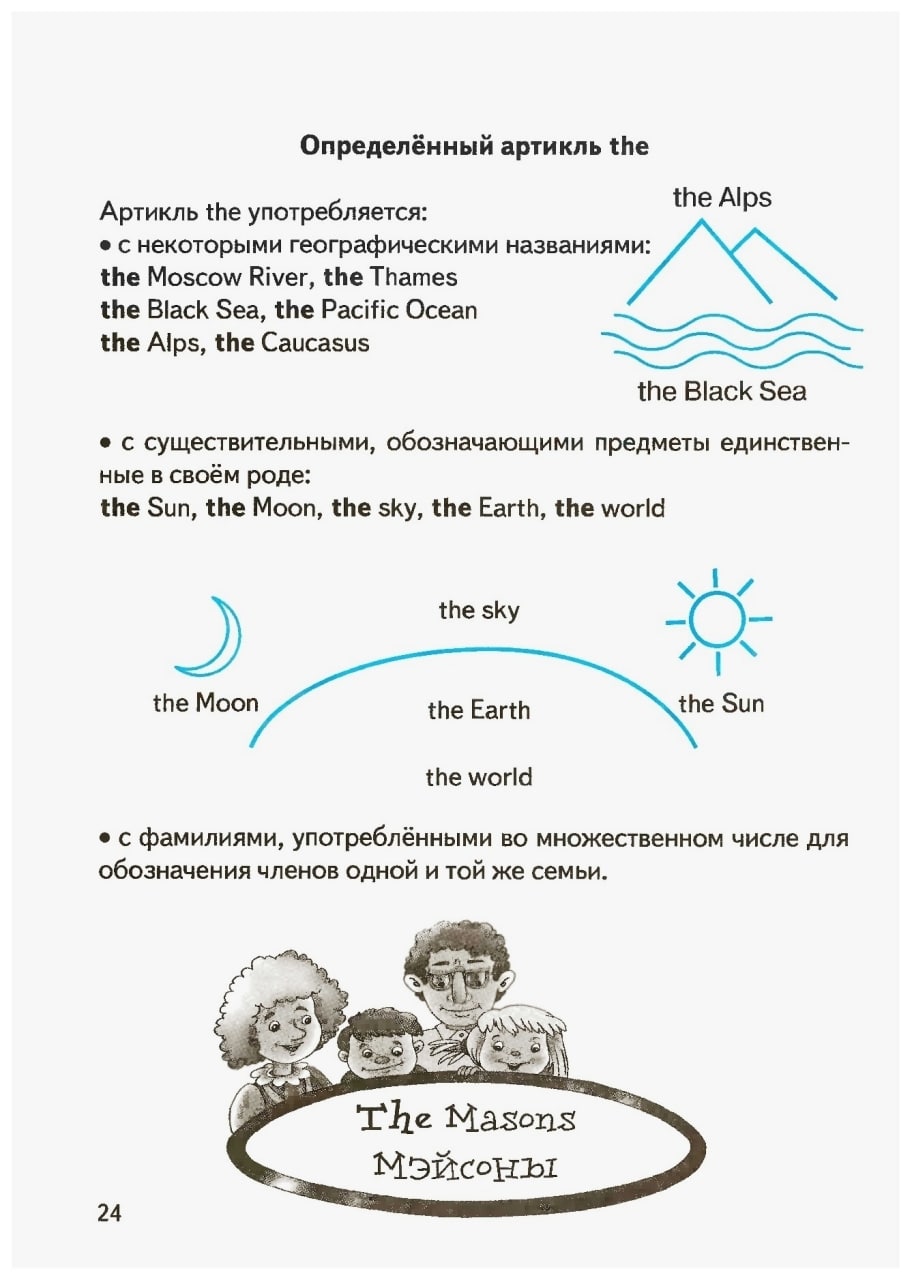 Определённый артикль the
Артикль the употребляется:
• с некоторыми географическими названиями:
the Moscow River, the Thames
the Black Sea, the Pacific Ocean
the Alps, the Caucasus
the Alps
the Black Sea
• с существительными, обозначающими предметы единствен-
ные в своём роде:
the Sun, the Moon, the sky, the Earth, the world
the sky
the Moon
the Earth
the Sun
the world
• с фамилиями, употреблёнными во множественном числе для
обозначения членов одной и той же семьи.
The Masons
Мэйсоны
24